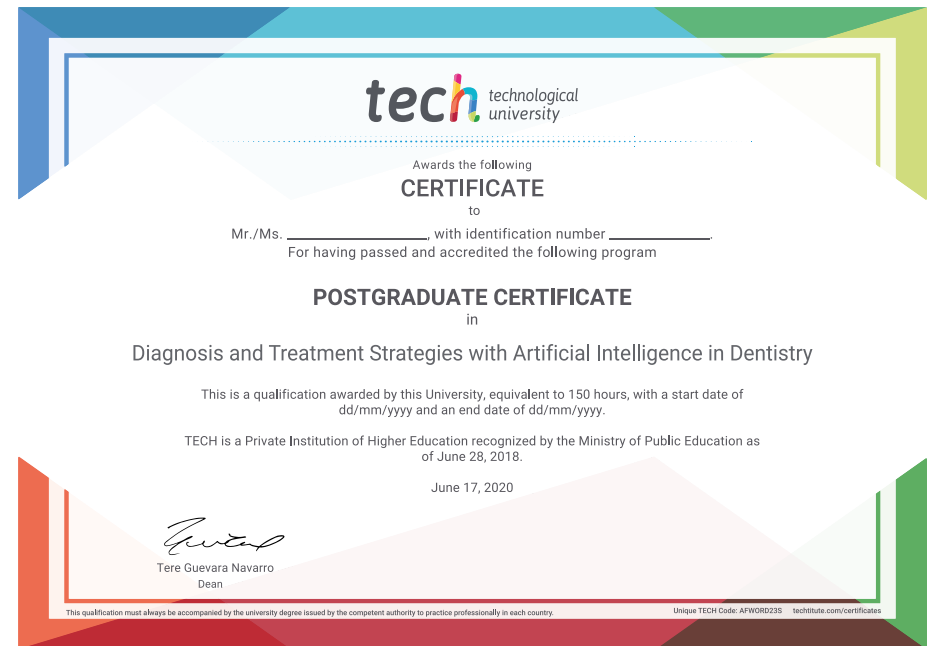 tech technological
university
Awards the following
CERTIFICATE
to
Mr./Ms. ____________________, with identification number ______________.
For having passed and accredited the following program
POSTGRADUATE CERTIFICATE
in
Diagnosis and Treatment Strategies with Artificial Intelligence in Dentistry
This is a qualification awarded by this University, equivalent to 150 hours, with a start date of
dd/mm/yyyy and an end date of dd/mm/yyyy.
TECH is a Private Institution of Higher Education recognized by the Ministry of Public Education as
of June 28, 2018.
June 17, 2020
Tere Guevara Navarro
Dean
This qualification must always be accompanied by the university degree issued by the competent authority to practice professionally in each country.
Unique TECH Code: AFWORD23S techtitute.com/certificates